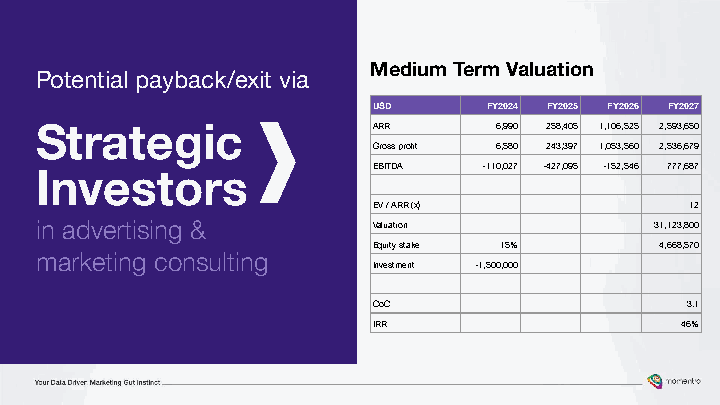 Potential payback/exit via
Strategic
Investors
in advertising &
marketing consulting
Medium Term Valuation
USD FY2024 FY2025 FY2026 FY2027
ARR 6,990 258,405 1,106,525 2,593,650
Gross profit 6,580 243,397 1,053,360 2,536,679
EBITDA -110,027 -427,095 -152,546 777,687
EV / ARR (x) 12
Valuation 31,123,800
Equity stake 15% 4,668,570
Investment -1,500,000
CoC 3.1
IRR 46%
Your Data Driven Marketing Gut Instinct
momentro